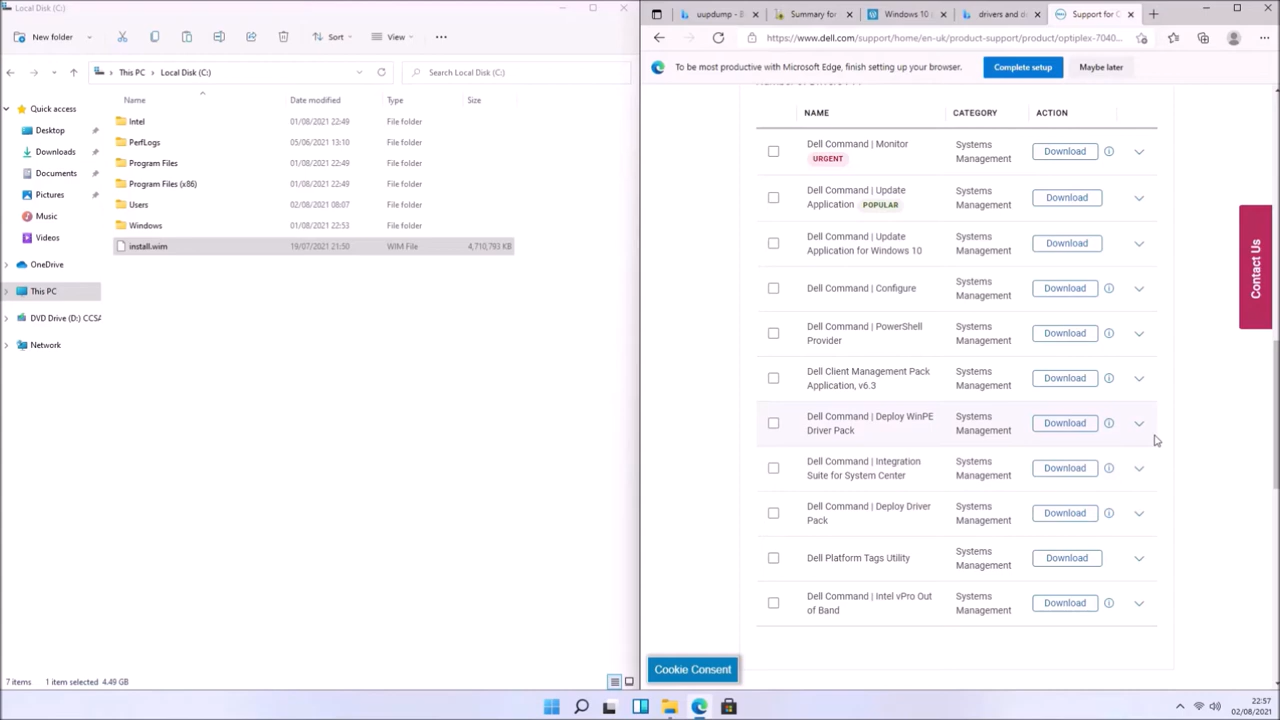 Local Disk (C:)
New folder
Sort
View
This PC > Local Disk (C:)
Search Local Disk (C:)
Quick access
Desktop
Downloads
Documents
Pictures
Music
Videos
OneDrive
This PC
DVD Drive (D:) CCSA
Network
Name Date modified Type Size
Intel 01/08/2021 22:49 File folder
PerfLogs 05/06/2021 13:10 File folder
Program Files 01/08/2021 22:49 File folder
Program Files (x86) 01/08/2021 22:49 File folder
Users 02/08/2021 08:07 File folder
Windows 01/08/2021 22:53 File folder
install.wim 19/07/2021 21:50 WIM File 4,710,793 KB
7 items 1 item selected 4.49 GB
uupdump - B
Summary for
Windows 10
drivers and d
Support for C
https://www.dell.com/support/home/en-uk/product-support/product/optiplex-7040...
To be most productive with Microsoft Edge, finish setting up your browser.
Complete setup
Maybe later
NAME CATEGORY ACTION
Dell Command | Monitor
URGENT
Systems
Management
Download
Dell Command | Update
Application POPULAR
Systems
Management
Download
Dell Command | Update
Application for Windows 10
Systems
Management
Download
Dell Command | Configure
Systems
Management
Download
Dell Command | PowerShell
Provider
Systems
Management
Download
Dell Client Management Pack
Application, v6.3
Systems
Management
Download
Dell Command | Deploy WinPE
Driver Pack
Systems
Management
Download
Dell Command | Integration
Suite for System Center
Systems
Management
Download
Dell Command | Deploy Driver
Pack
Systems
Management
Download
Dell Platform Tags Utility
Systems
Management
Download
Dell Command | Intel vPro Out
of Band
Systems
Management
Download
Contact Us
Cookie Consent
22:57
02/08/2021